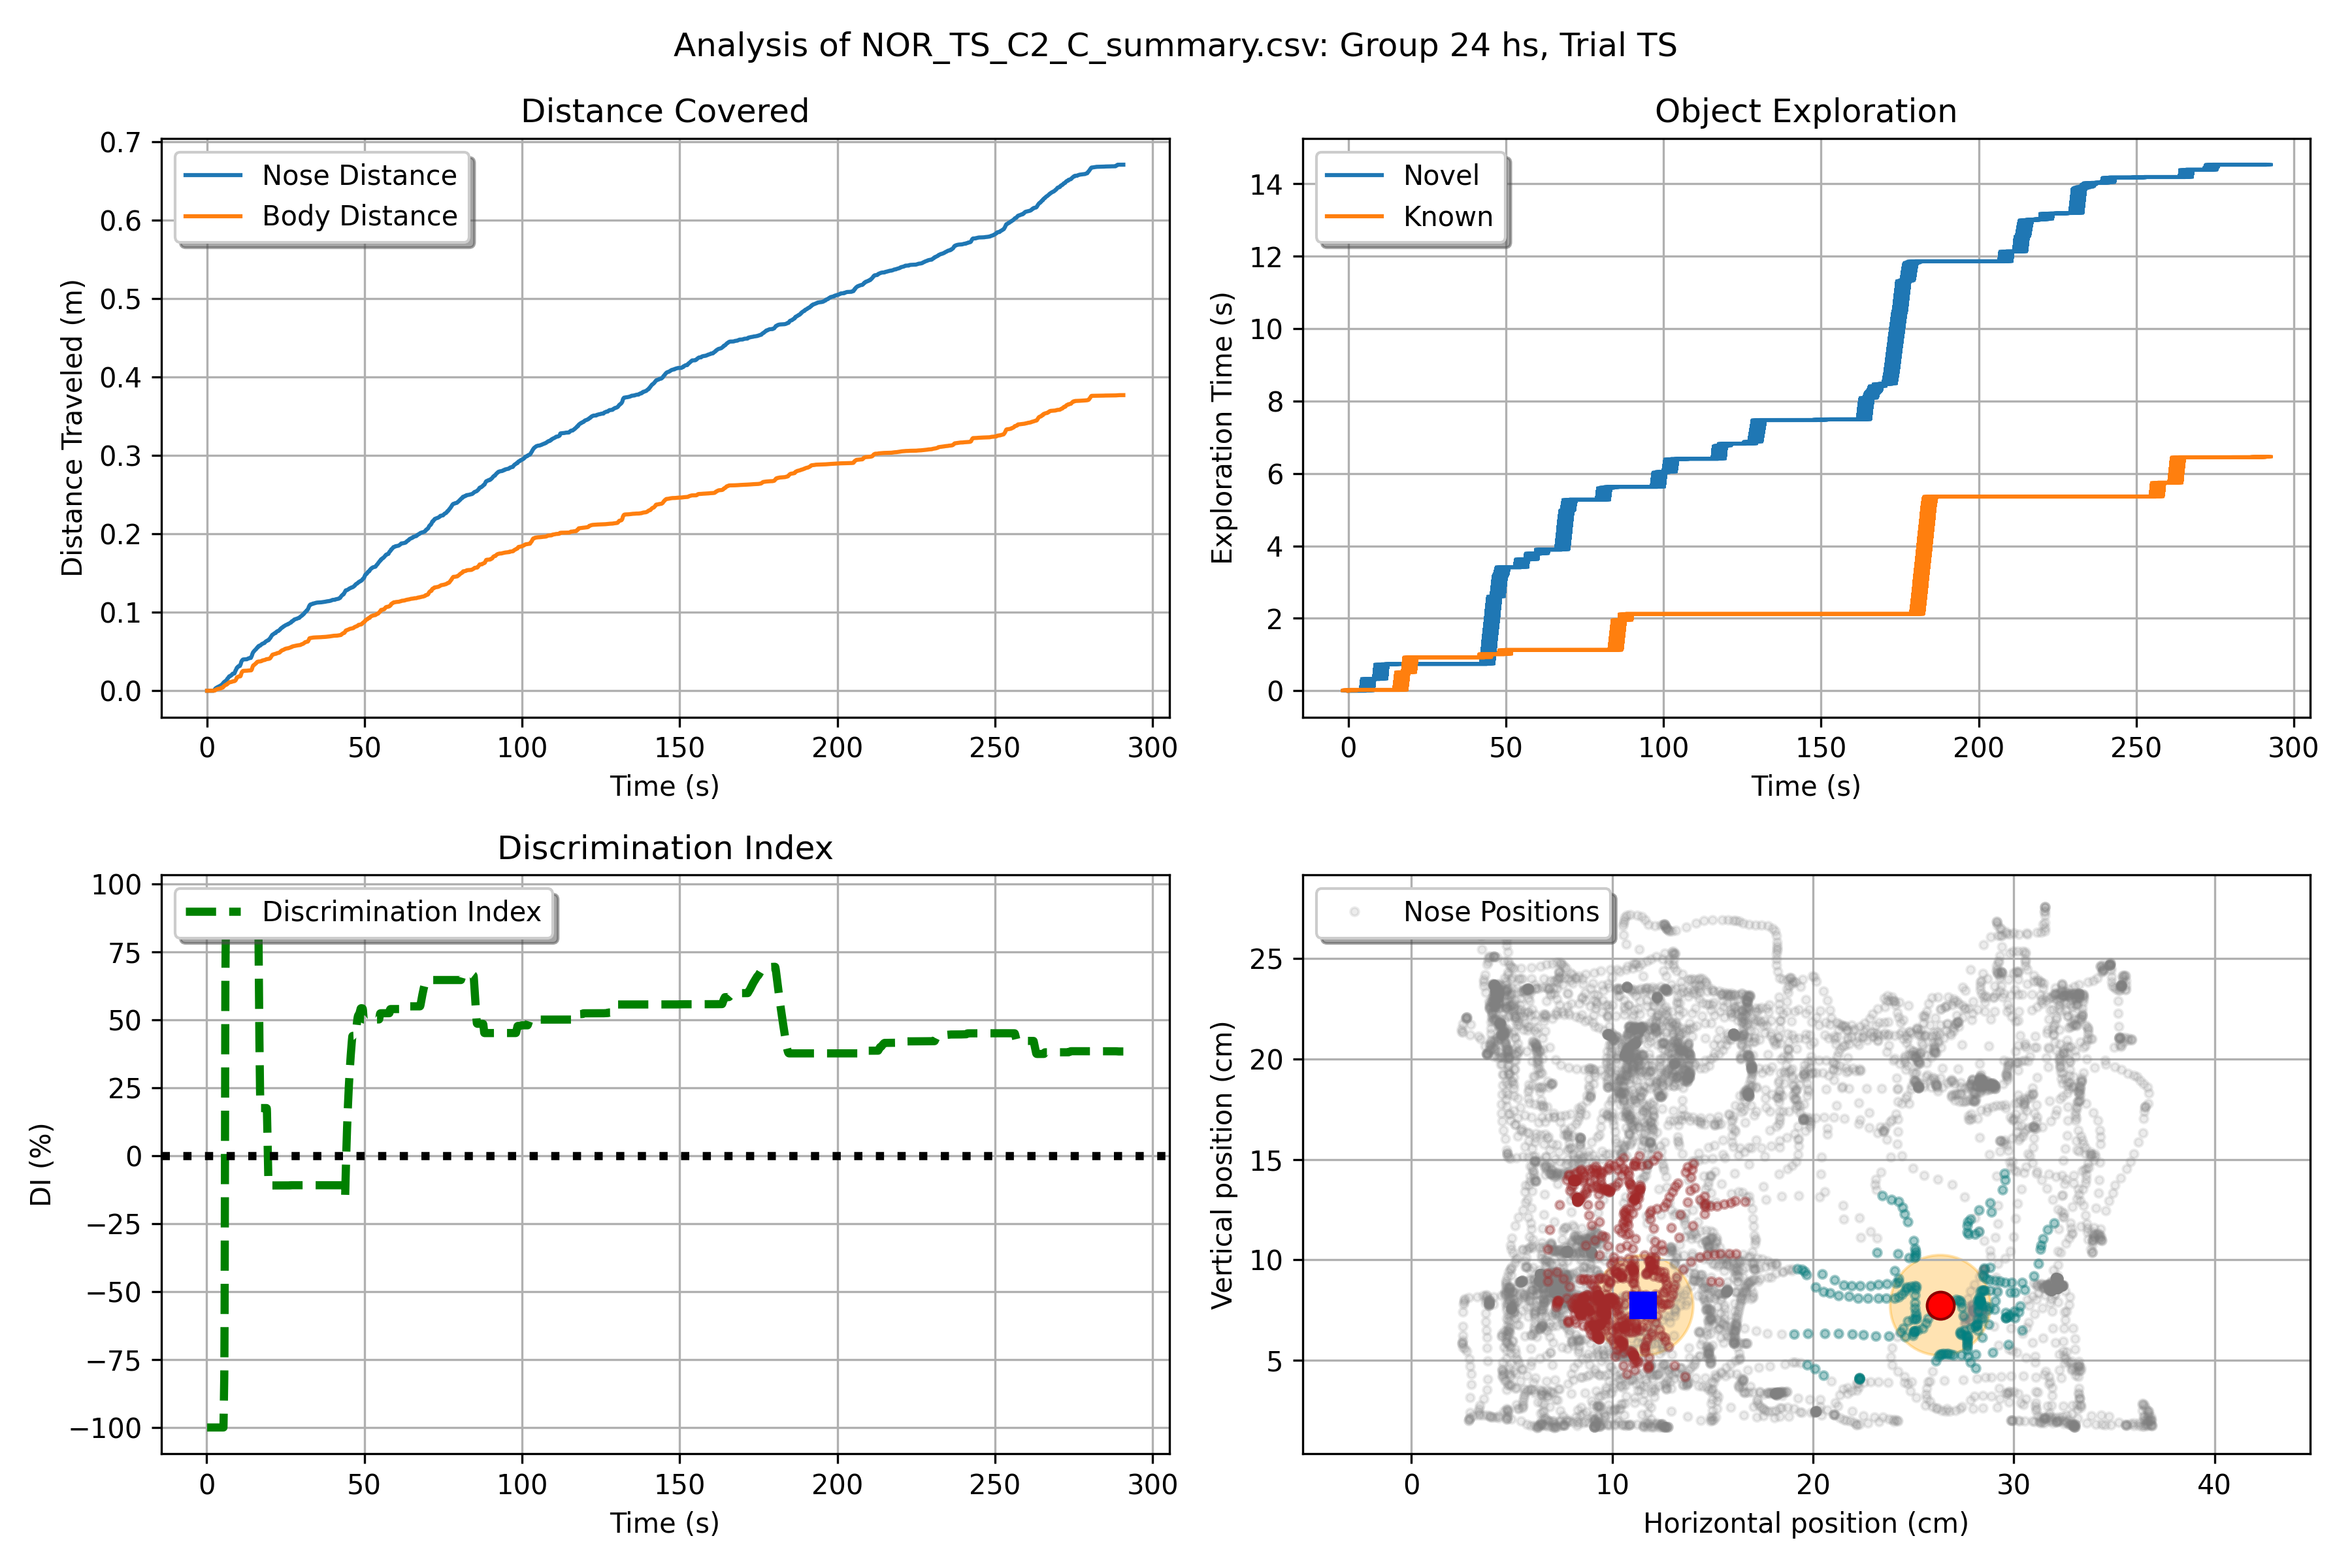 Analysis of NOR_TS_C2_C_summary.csv: Group 24 hs, Trial TS
Distance Covered
Nose Distance
Body Distance
Distance Traveled (m)
0.7
0.6
0.5
0.4
0.3
0.2
0.1
0.0
0 50 100 150 200 250 300
Time (s)
Object Exploration
Novel
Known
Exploration Time (s)
14
12
10
8
6
4
2
0
0 50 100 150 200 250 300
Time (s)
Discrimination Index
Discrimination Index
DI (%)
100
75
50
25
0
−25
−50
−75
−100
0 50 100 150 200 250 300
Time (s)
Nose Positions
Vertical position (cm)
25
20
15
10
5
0 10 20 30 40
Horizontal position (cm)